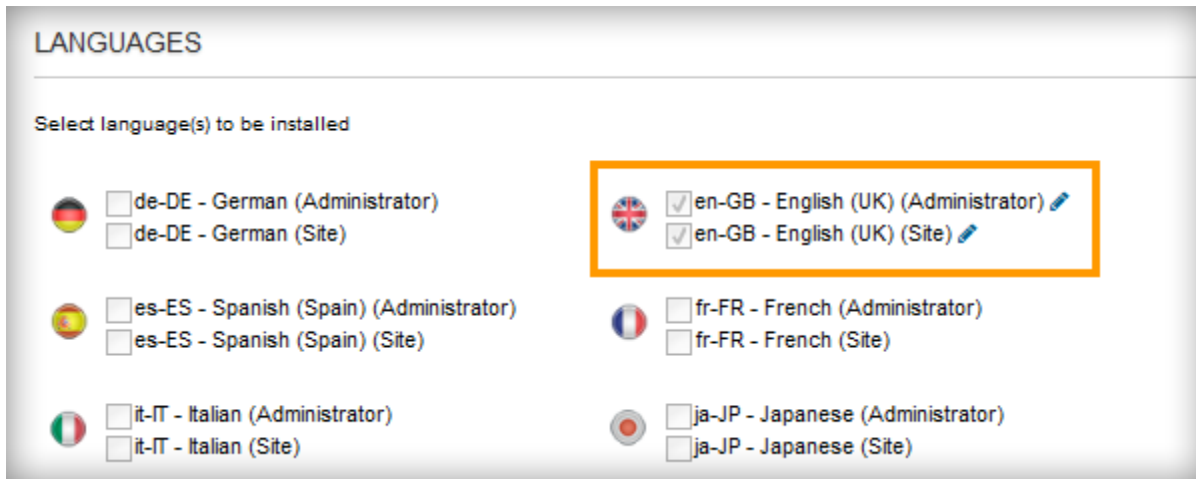 LANGUAGES
Select language(s) to be installed
de-DE - German (Administrator)
de-DE - German (Site)
en-GB - English (UK) (Administrator)
en-GB - English (UK) (Site)
es-ES - Spanish (Spain) (Administrator)
es-ES - Spanish (Spain) (Site)
fr-FR - French (Administrator)
fr-FR - French (Site)
it-IT - Italian (Administrator)
it-IT - Italian (Site)
ja-JP - Japanese (Administrator)
ja-JP - Japanese (Site)